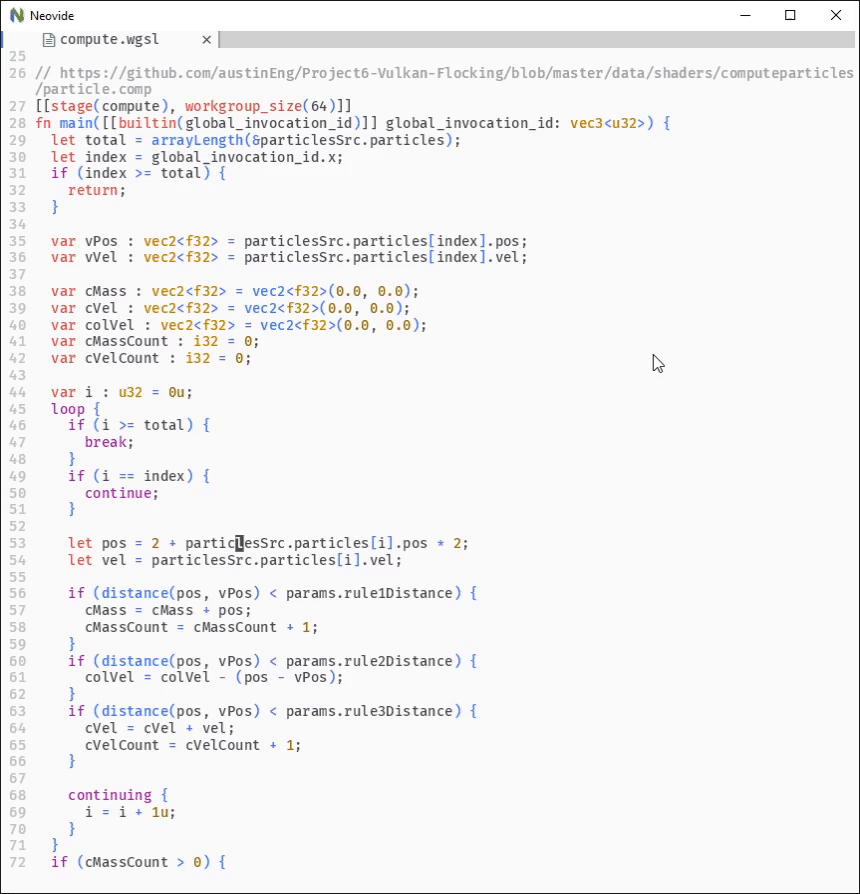 Neovide
compute.wgsl
25
26 // https://github.com/austinEng/Project6-Vulkan-Flocking/blob/master/data/shaders/computeparticles
/particle.comp
27 [[stage(compute), workgroup_size(64)]]
28 fn main([[builtin(global_invocation_id)]] global_invocation_id: vec3<u32>) {
29   let total = arrayLength(&particlesSrc.particles);
30   let index = global_invocation_id.x;
31   if (index >= total) {
32     return;
33   }
34
35   var vPos : vec2<f32> = particlesSrc.particles[index].pos;
36   var vVel : vec2<f32> = particlesSrc.particles[index].vel;
37
38   var cMass : vec2<f32> = vec2<f32>(0.0, 0.0);
39   var cVel : vec2<f32> = vec2<f32>(0.0, 0.0);
40   var colVel : vec2<f32> = vec2<f32>(0.0, 0.0);
41   var cMassCount : i32 = 0;
42   var cVelCount : i32 = 0;
43
44   var i : u32 = 0u;
45   loop {
46     if (i >= total) {
47       break;
48     }
49     if (i == index) {
50       continue;
51     }
52
53     let pos = 2 + particlesSrc.particles[i].pos * 2;
54     let vel = particlesSrc.particles[i].vel;
55
56     if (distance(pos, vPos) < params.rule1Distance) {
57       cMass = cMass + pos;
58       cMassCount = cMassCount + 1;
59     }
60     if (distance(pos, vPos) < params.rule2Distance) {
61       colVel = colVel - (pos - vPos);
62     }
63     if (distance(pos, vPos) < params.rule3Distance) {
64       cVel = cVel + vel;
65       cVelCount = cVelCount + 1;
66     }
67
68     continuing {
69       i = i + 1u;
70     }
71   }
72   if (cMassCount > 0) {